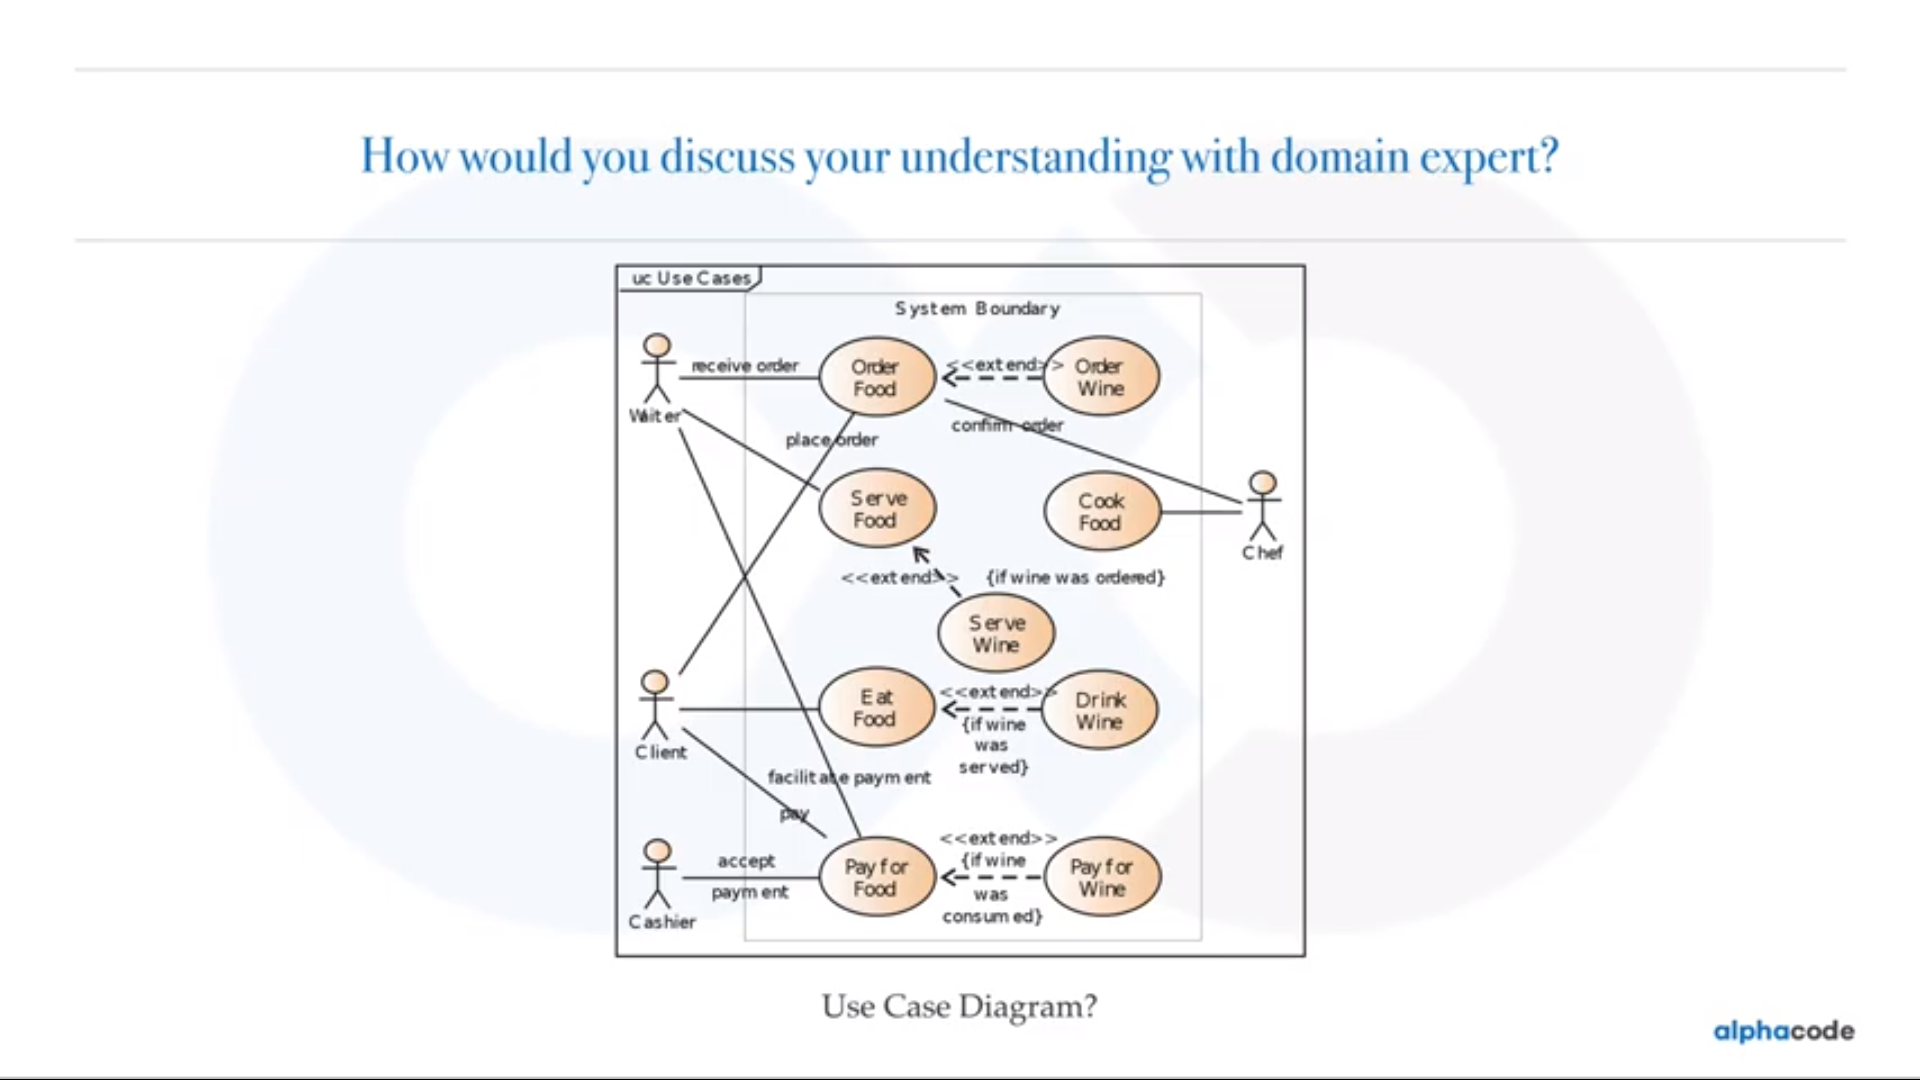 How would you discuss your understanding with domain expert?
uc Use Cases
System Boundary
receive order
Order
Food
<<extend>>
Order
Wine
Waiter
confirm order
place order
Serve
Food
Cook
Food
Chef
<<extend>>
{if wine was ordered}
Serve
Wine
Client
Eat
Food
<<extend>>
{if wine
was
served}
Drink
Wine
facilitate payment
pay
Cashier
accept
payment
Pay for
Food
<<extend>>
{if wine
was
consumed}
Pay for
Wine
Use Case Diagram?
alphacode